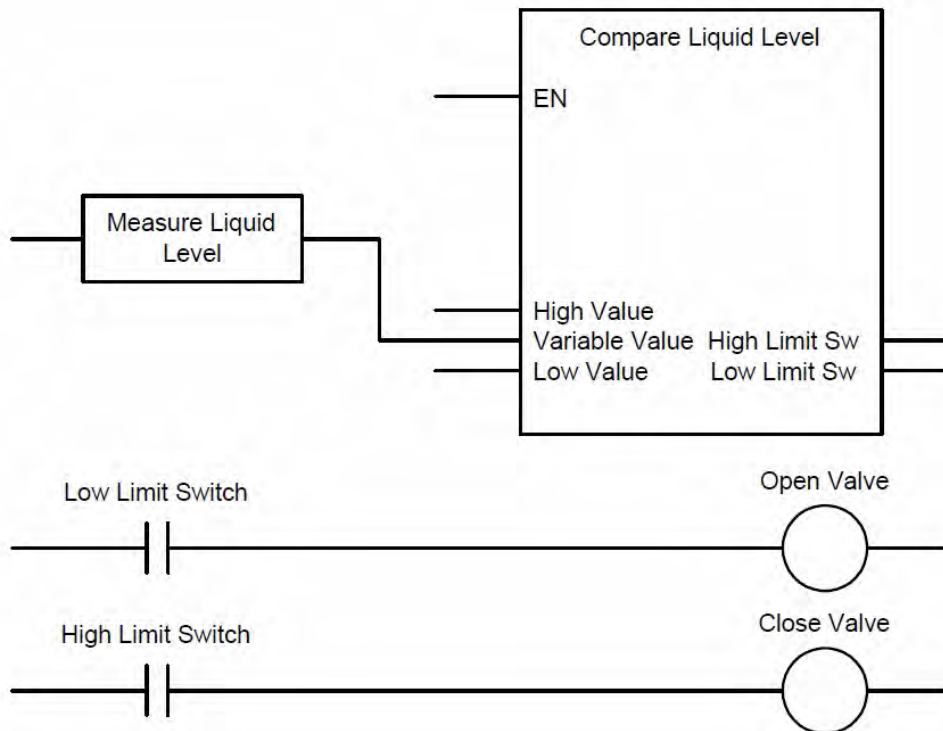 Compare Liquid Level
EN
Measure Liquid
Level
High Value
Variable Value High Limit Sw
Low Value Low Limit Sw
Low Limit Switch
Open Valve
High Limit Switch
Close Valve